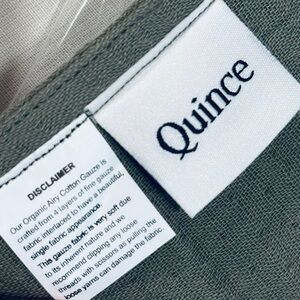 Quince
DISCLAIMER
Our Organic Airy Cotton Gauze is
crafted from 4 layers of fine gauze
fabric interlaced to have a beautiful,
single fabric appearance.
This gauze fabric is very soft due
to its inherent nature and we
recommend clipping any loose
threads with scissors as pulling the
loose yarns can damage the fabric.